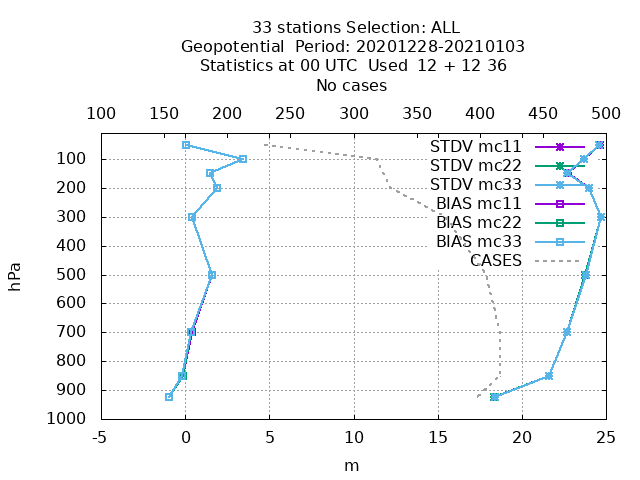 33 stations Selection: ALL
Geopotential  Period: 20201228-20210103
Statistics at 00 UTC  Used  12 + 12 36
No cases
100 150 200 250 300 350 400 450 500
STDV mc11
STDV mc22
STDV mc33
BIAS mc11
BIAS mc22
BIAS mc33
CASES
hPa
100
200
300
400
500
600
700
800
900
1000
-5 0 5 10 15 20 25
m